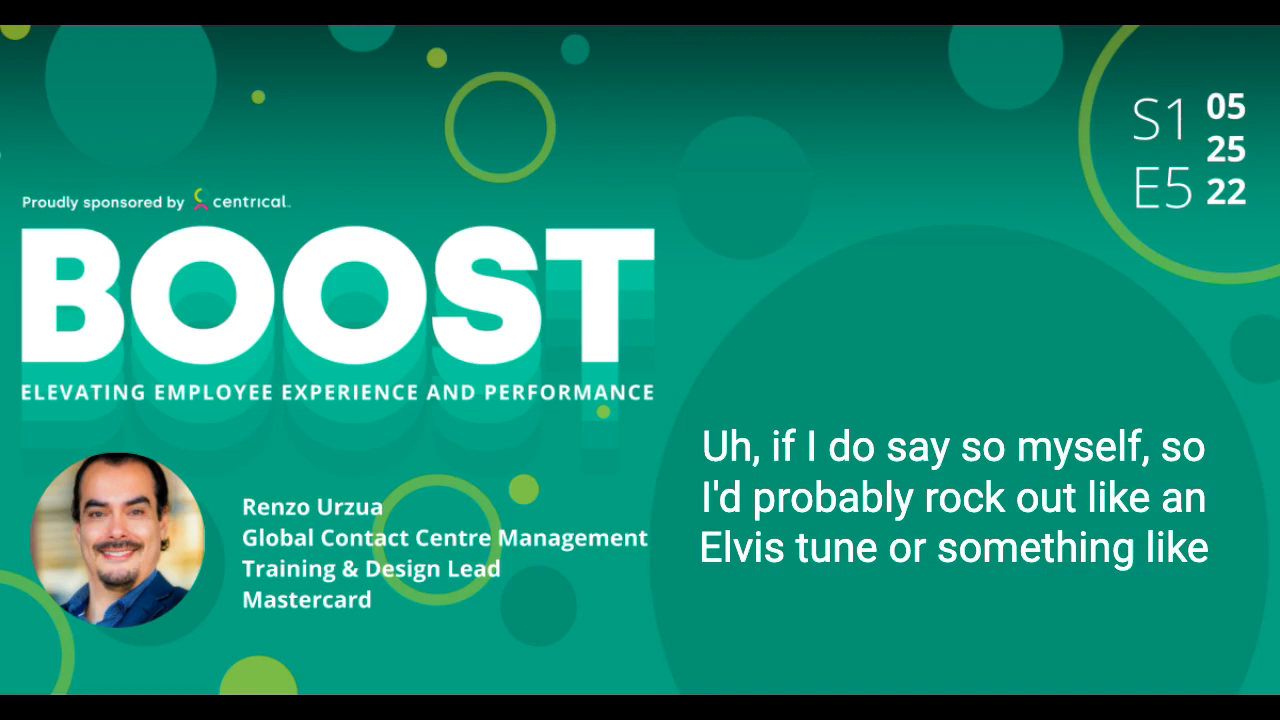 S1 05
25
E5 22
Proudly sponsored by centrical
BOOST
ELEVATING EMPLOYEE EXPERIENCE AND PERFORMANCE
Uh, if I do say so myself, so
I'd probably rock out like an
Elvis tune or something like
Renzo Urzua
Global Contact Centre Management
Training & Design Lead
Mastercard